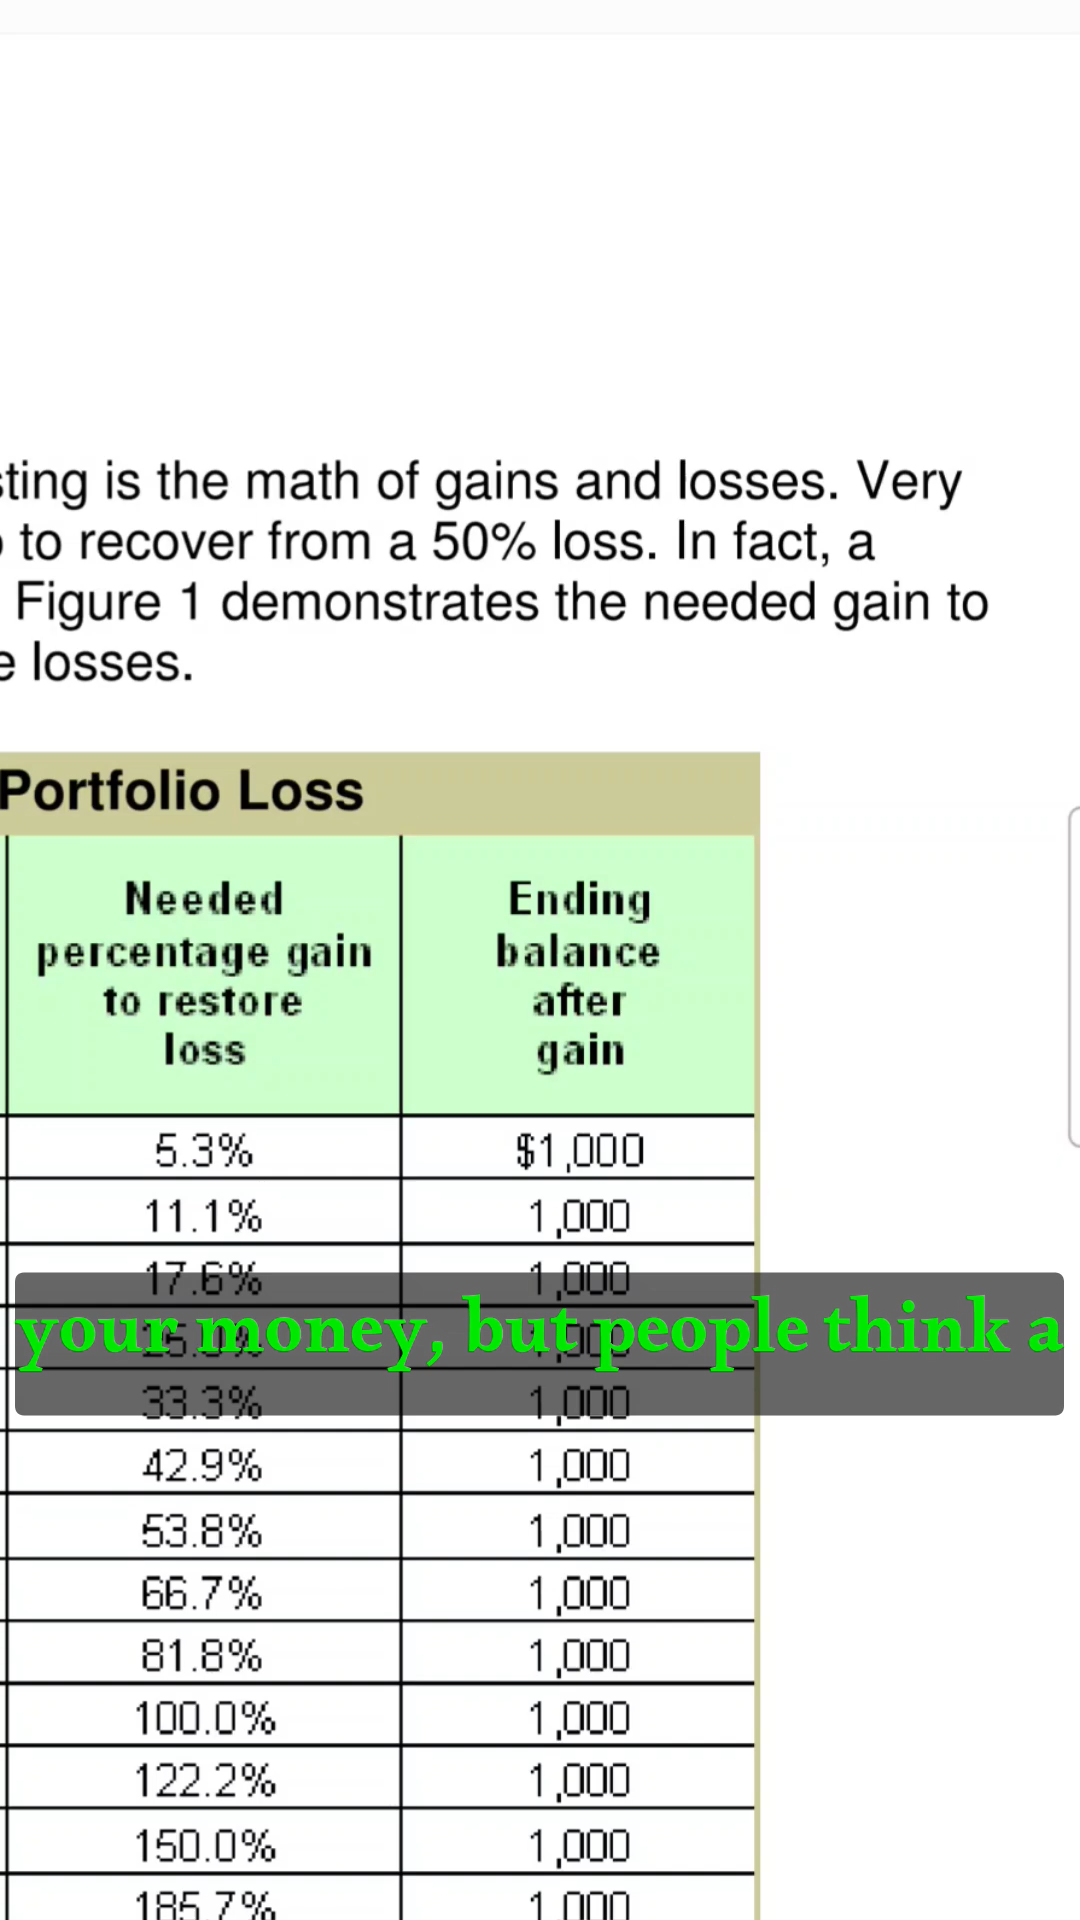 sting is the math of gains and losses. Very
to recover from a 50% loss. In fact, a
Figure 1 demonstrates the needed gain to
e losses.
Portfolio Loss
Needed percentage gain to restore loss
Ending balance after gain
5.3% $1,000
11.1% 1,000
17.6% 1,000
your money, but people think a
25.0% 1,000
33.3% 1,000
42.9% 1,000
53.8% 1,000
66.7% 1,000
81.8% 1,000
100.0% 1,000
122.2% 1,000
150.0% 1,000
185.7% 1,000